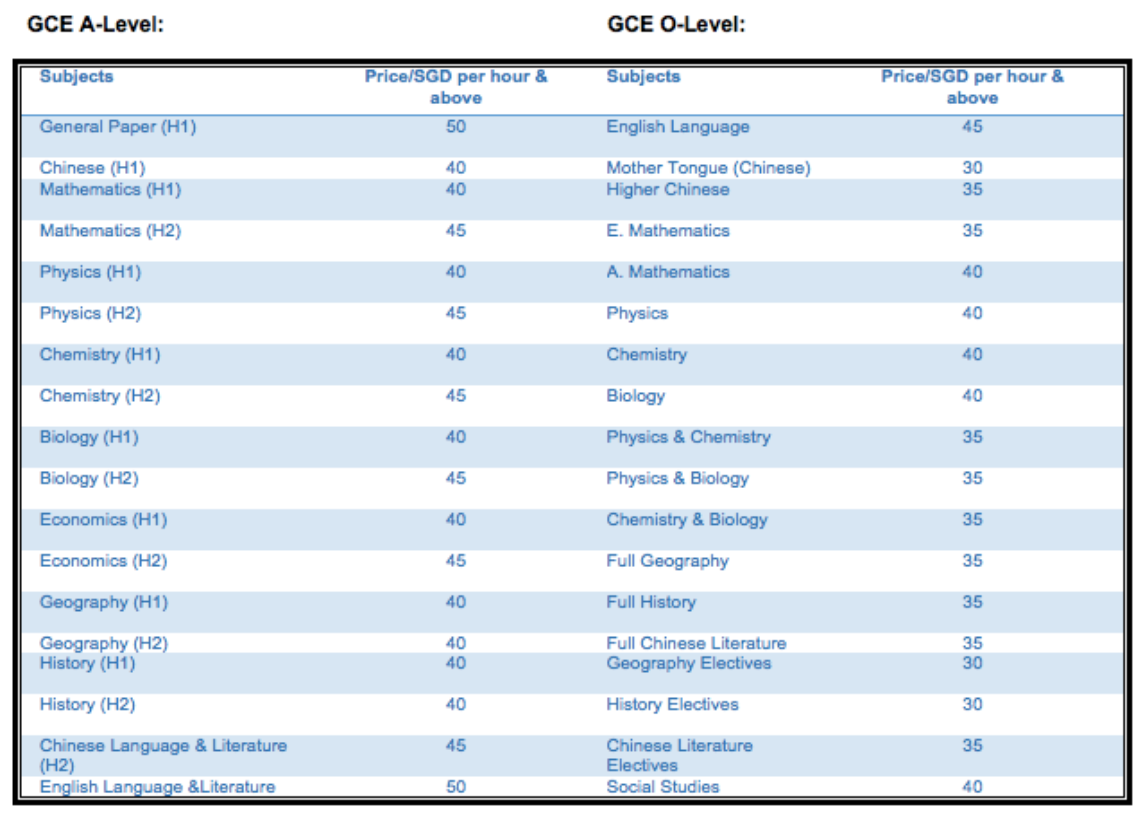 GCE A-Level: GCE O-Level:
Subjects Price/SGD per hour & Subjects Price/SGD per hour &
above above
General Paper (H1) 50 English Language 45
Chinese (H1) 40 Mother Tongue (Chinese) 30
Mathematics (H1) 40 Higher Chinese 35
Mathematics (H2) 45 E. Mathematics 35
Physics (H1) 40 A. Mathematics 40
Physics (H2) 45 Physics 40
Chemistry (H1) 40 Chemistry 40
Chemistry (H2) 45 Biology 40
Biology (H1) 40 Physics & Chemistry 35
Biology (H2) 45 Physics & Biology 35
Economics (H1) 40 Chemistry & Biology 35
Economics (H2) 45 Full Geography 35
Geography (H1) 40 Full History 35
Geography (H2) 40 Full Chinese Literature 35
History (H1) 40 Geography Electives 30
History (H2) 40 History Electives 30
Chinese Language & Literature 45 Chinese Literature 35
(H2) Electives
English Language &Literature 50 Social Studies 40